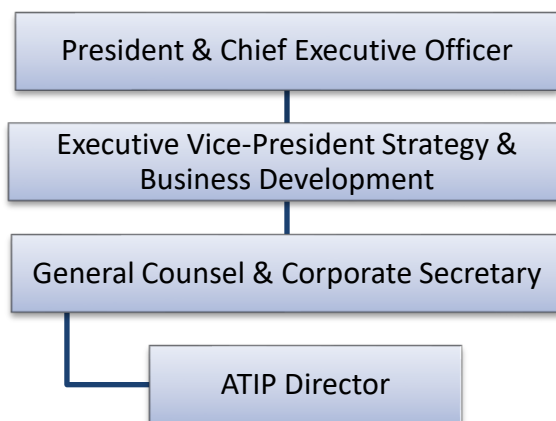 President & Chief Executive Officer
Executive Vice-President Strategy &
Business Development
General Counsel & Corporate Secretary
ATIP Director